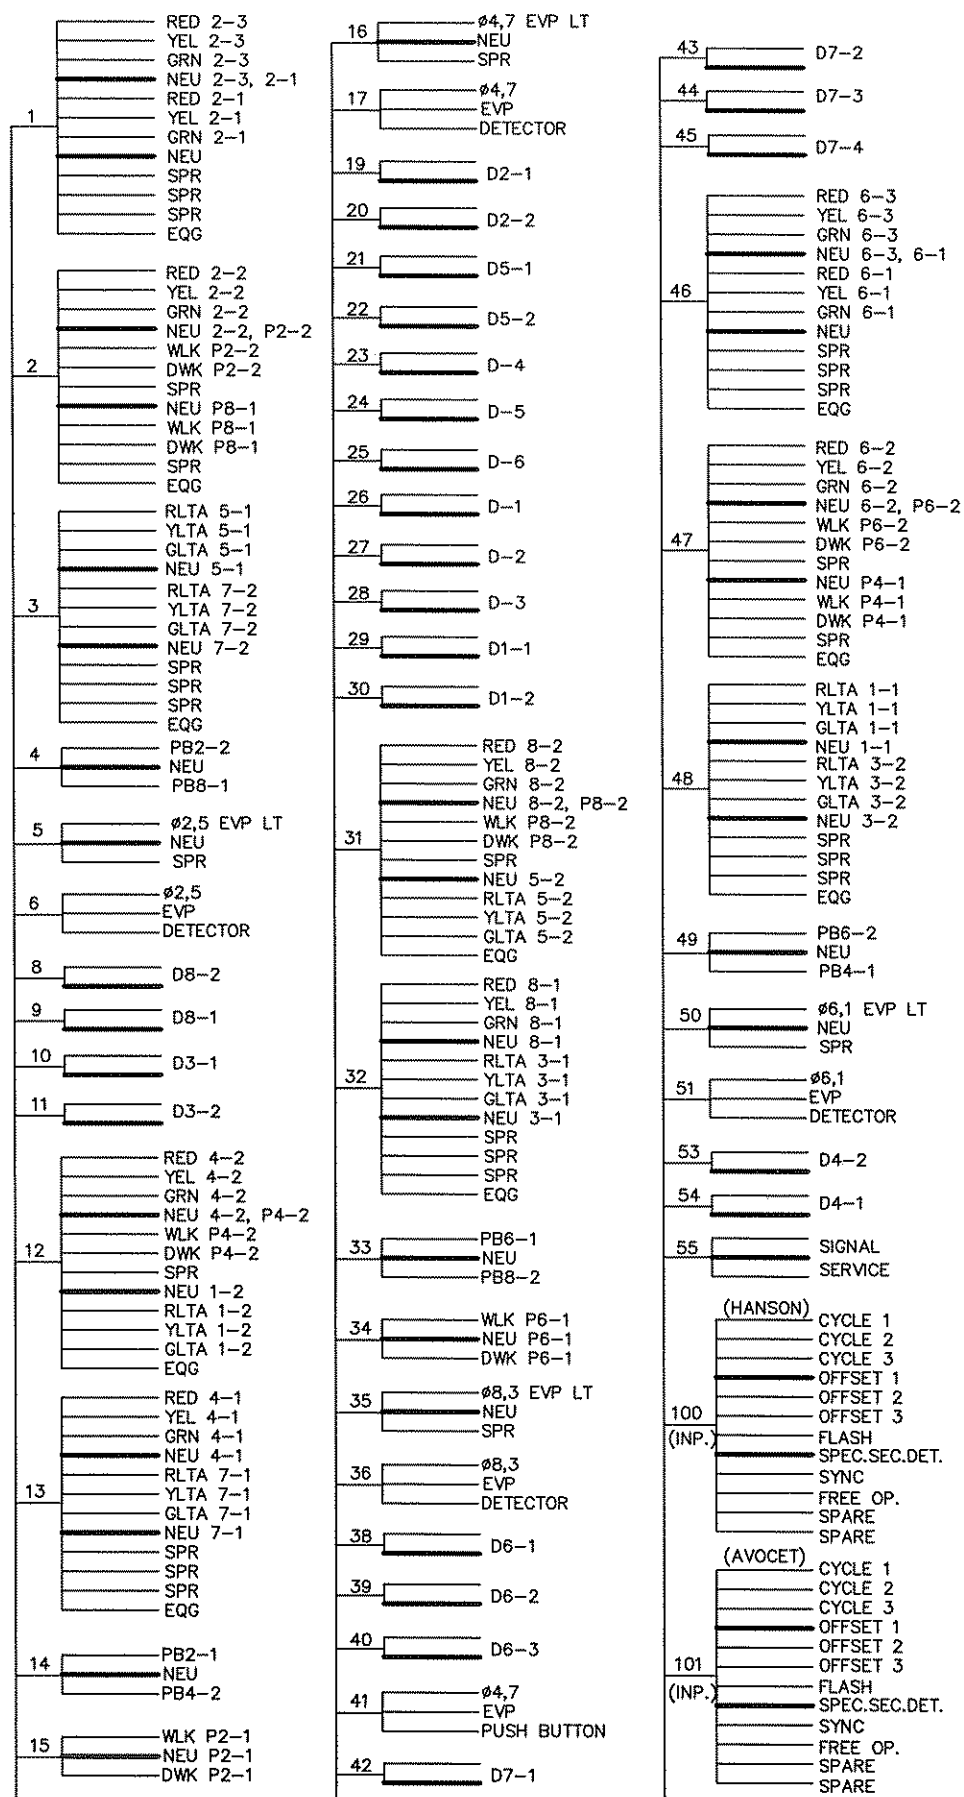 1
RED 2-3
YEL 2-3
GRN 2-3
NEU 2-3, 2-1
RED 2-1
YEL 2-1
GRN 2-1
NEU
SPR
SPR
SPR
EQG
2
RED 2-2
YEL 2-2
GRN 2-2
NEU 2-2, P2-2
WLK P2-2
DWK P2-2
SPR
NEU P8-1
WLK P8-1
DWK P8-1
SPR
EQG
3
RLTA 5-1
YLTA 5-1
GLTA 5-1
NEU 5-1
RLTA 7-2
YLTA 7-2
GLTA 7-2
NEU 7-2
SPR
SPR
SPR
EQG
4
PB2-2
NEU
PB8-1
5
ø2,5 EVP LT
NEU
SPR
6
ø2,5
EVP
DETECTOR
8
D8-2
9
D8-1
10
D3-1
11
D3-2
12
RED 4-2
YEL 4-2
GRN 4-2
NEU 4-2, P4-2
WLK P4-2
DWK P4-2
SPR
NEU 1-2
RLTA 1-2
YLTA 1-2
GLTA 1-2
EQG
13
RED 4-1
YEL 4-1
GRN 4-1
NEU 4-1
RLTA 7-1
YLTA 7-1
GLTA 7-1
NEU 7-1
SPR
SPR
SPR
EQG
14
PB2-1
NEU
PB4-2
15
WLK P2-1
NEU P2-1
DWK P2-1
16
ø4,7 EVP LT
NEU
SPR
17
ø4,7
EVP
DETECTOR
19
D2-1
20
D2-2
21
D5-1
22
D5-2
23
D-4
24
D-5
25
D-6
26
D-1
27
D-2
28
D-3
29
D1-1
30
D1-2
31
RED 8-2
YEL 8-2
GRN 8-2
NEU 8-2, P8-2
WLK P8-2
DWK P8-2
SPR
NEU 5-2
RLTA 5-2
YLTA 5-2
GLTA 5-2
EQG
32
RED 8-1
YEL 8-1
GRN 8-1
NEU 8-1
RLTA 3-1
YLTA 3-1
GLTA 3-1
NEU 3-1
SPR
SPR
SPR
EQG
33
PB6-1
NEU
PB8-2
34
WLK P6-1
NEU P6-1
DWK P6-1
35
ø8,3 EVP LT
NEU
SPR
36
ø8,3
EVP
DETECTOR
38
D6-1
39
D6-2
40
D6-3
41
ø4,7
EVP
PUSH BUTTON
42
D7-1
43
D7-2
44
D7-3
45
D7-4
46
RED 6-3
YEL 6-3
GRN 6-3
NEU 6-3, 6-1
RED 6-1
YEL 6-1
GRN 6-1
NEU
SPR
SPR
SPR
EQG
47
RED 6-2
YEL 6-2
GRN 6-2
NEU 6-2, P6-2
WLK P6-2
DWK P6-2
SPR
NEU P4-1
WLK P4-1
DWK P4-1
SPR
EQG
48
RLTA 1-1
YLTA 1-1
GLTA 1-1
NEU 1-1
RLTA 3-2
YLTA 3-2
GLTA 3-2
NEU 3-2
SPR
SPR
SPR
EQG
49
PB6-2
NEU
PB4-1
50
ø6,1 EVP LT
NEU
SPR
51
ø6,1
EVP
DETECTOR
53
D4-2
54
D4-1
55
SIGNAL
SERVICE
100
(INP.)
(HANSON)
CYCLE 1
CYCLE 2
CYCLE 3
OFFSET 1
OFFSET 2
OFFSET 3
FLASH
SPEC.SEC.DET.
SYNC
FREE OP.
SPARE
SPARE
101
(INP.)
(AVOCET)
CYCLE 1
CYCLE 2
CYCLE 3
OFFSET 1
OFFSET 2
OFFSET 3
FLASH
SPEC.SEC.DET.
SYNC
FREE OP.
SPARE
SPARE